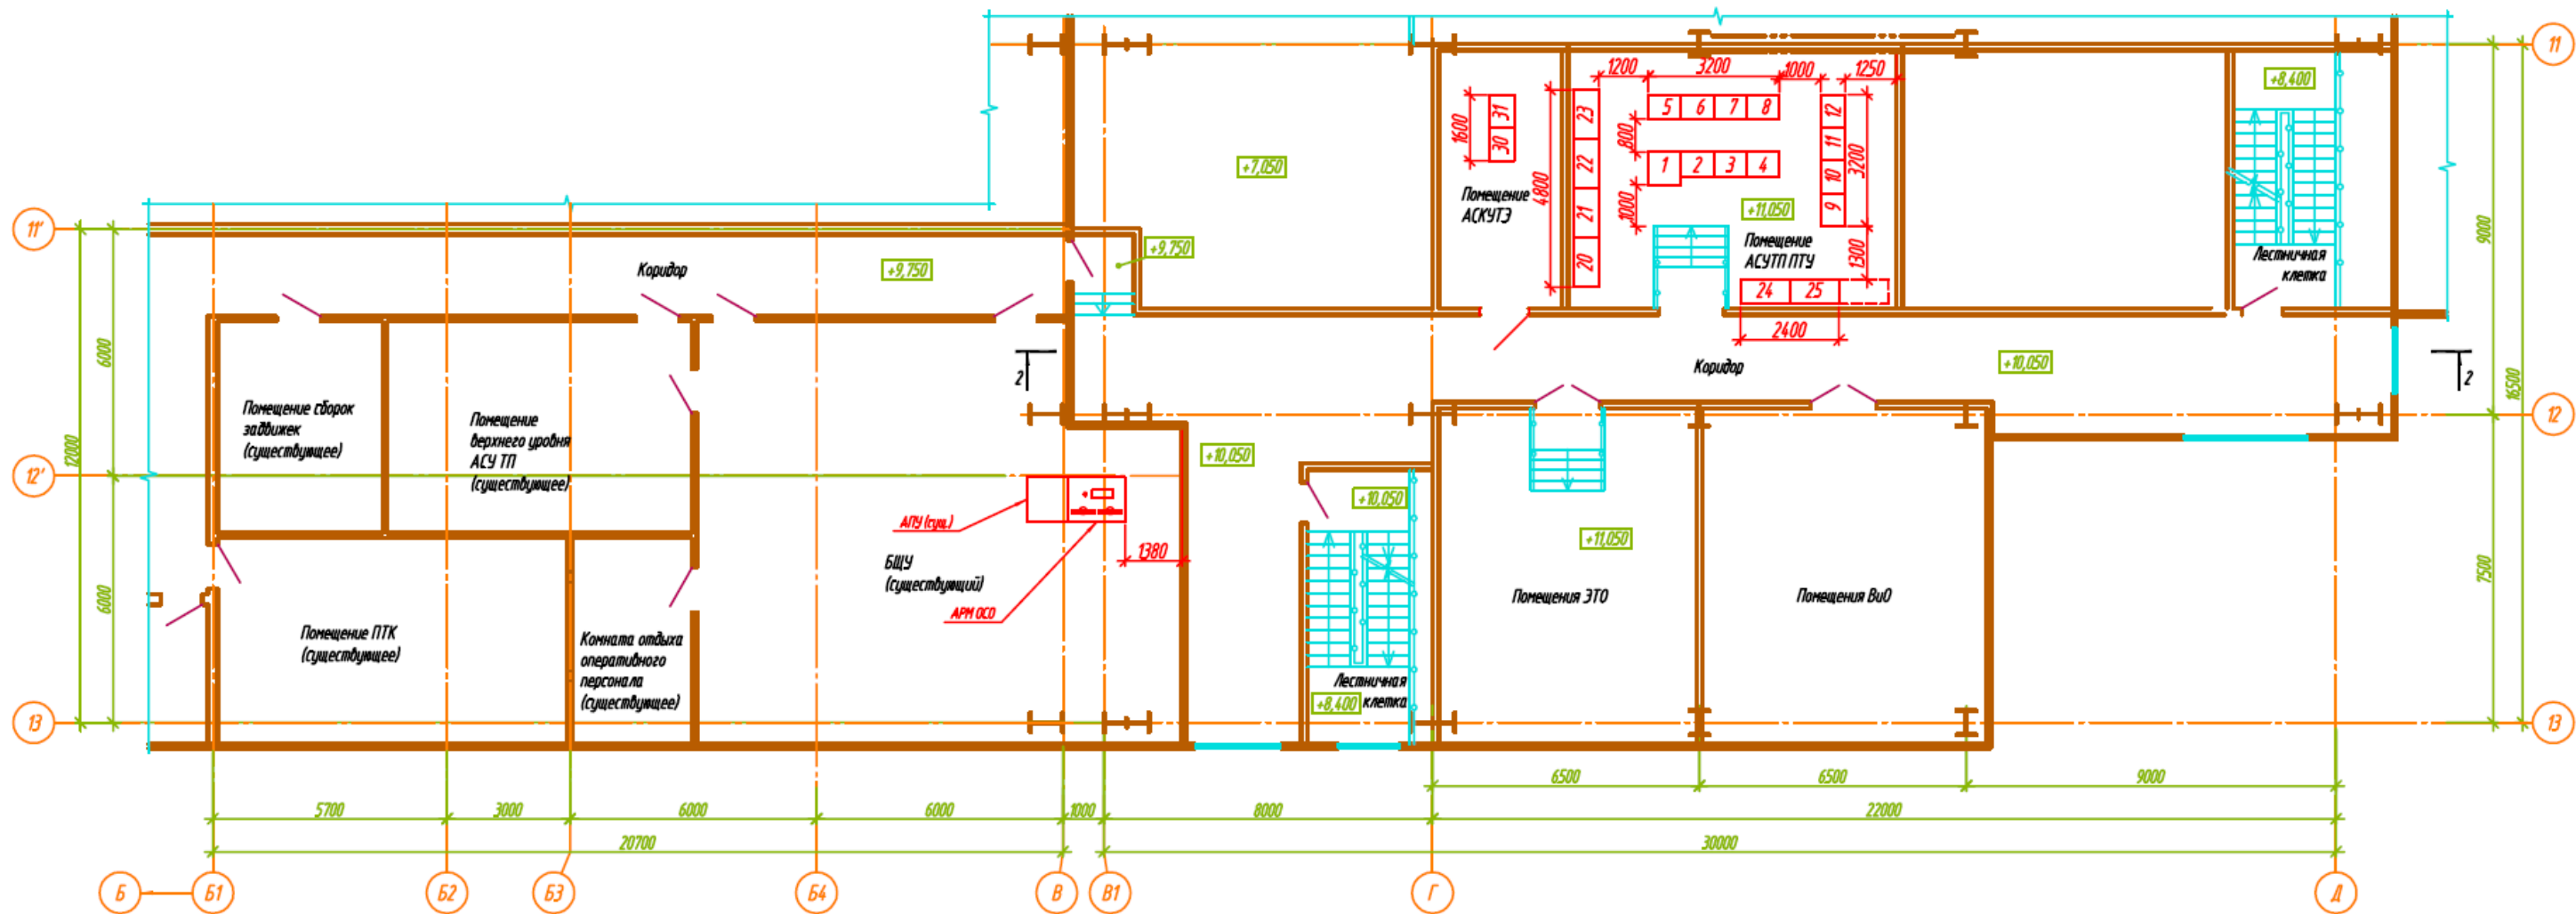 11
1200
3200
1000
1250
+8,400
5
6
7
8
12
11
10
9
31
30
1600
23
22
21
20
4800
800
1
2
3
4
3200
1000
+7,050
Помещение
АСКУТЭ
+11,050
Помещение
АСУТП ПТУ
1300
24
25
2400
9000
16500
Лестничная
клетка
11'
+9,750
+9,750
Коридор
6000
12000
2
Коридор
+10,050
2
12
Помещение сборок
задвижек
(существующее)
Помещение
верхнего уровня
АСУ ТП
(существующее)
+10,050
12'
+10,050
АПУ (сущ.)
1380
БЩУ
(существующий)
АРМ ОСО
+11,050
7500
6000
Помещения ЭТО
Помещения ВиО
Помещение ПТК
(существующее)
Комната отдыха
оперативного
персонала
(существующее)
Лестничная
клетка
+8,400
13
13
6500
6500
9000
5700
3000
6000
6000
1000
8000
22000
20700
30000
Б
Б1
Б2
Б3
Б4
В
В1
Г
Д